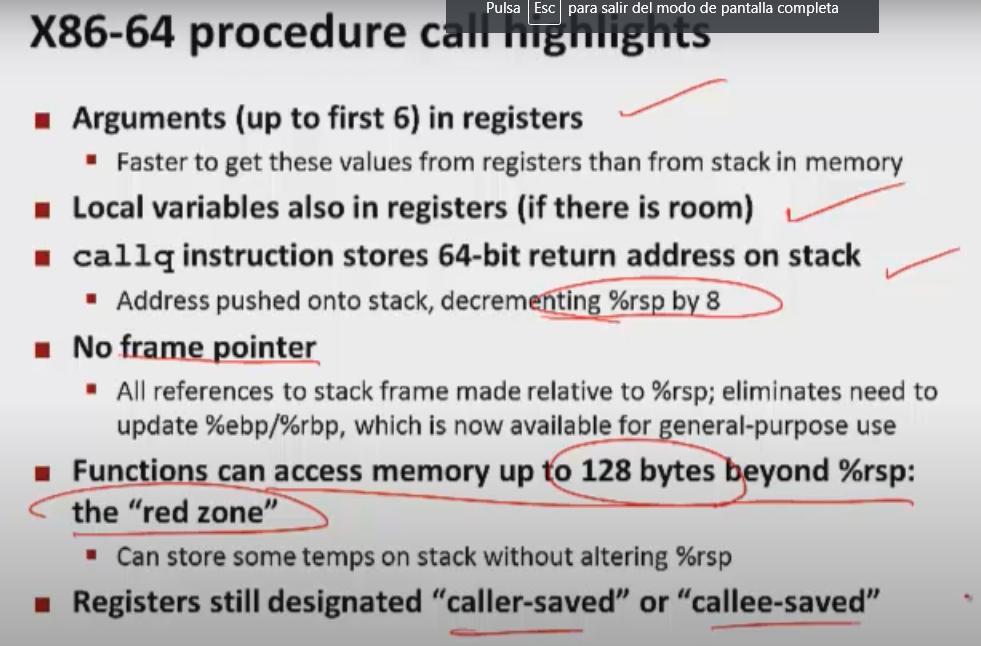 Pulsa Esc para salir del modo de pantalla completa
X86-64 procedure call highlights
Arguments (up to first 6) in registers
Faster to get these values from registers than from stack in memory
Local variables also in registers (if there is room)
callq instruction stores 64-bit return address on stack
Address pushed onto stack, decrementing %rsp by 8
No frame pointer
All references to stack frame made relative to %rsp; eliminates need to
update %ebp/%rbp, which is now available for general-purpose use
Functions can access memory up to 128 bytes beyond %rsp:
the “red zone”
Can store some temps on stack without altering %rsp
Registers still designated “caller-saved” or “callee-saved”